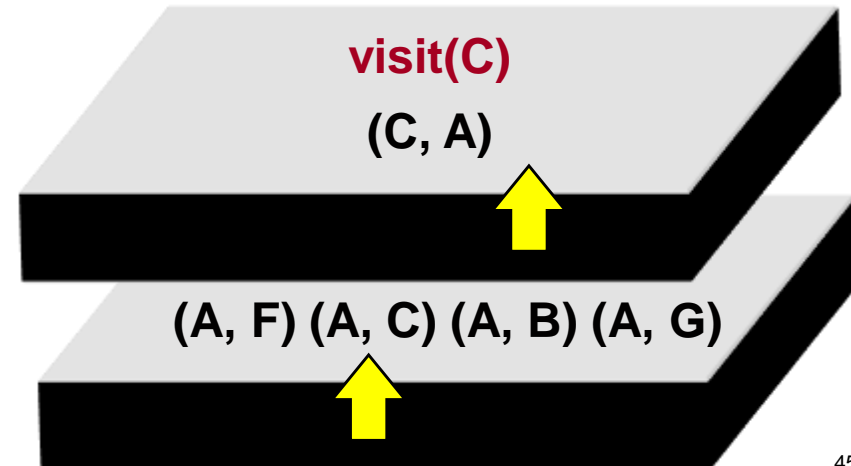 visit(C)
(C, A)
(A, F) (A, C) (A, B) (A, G)